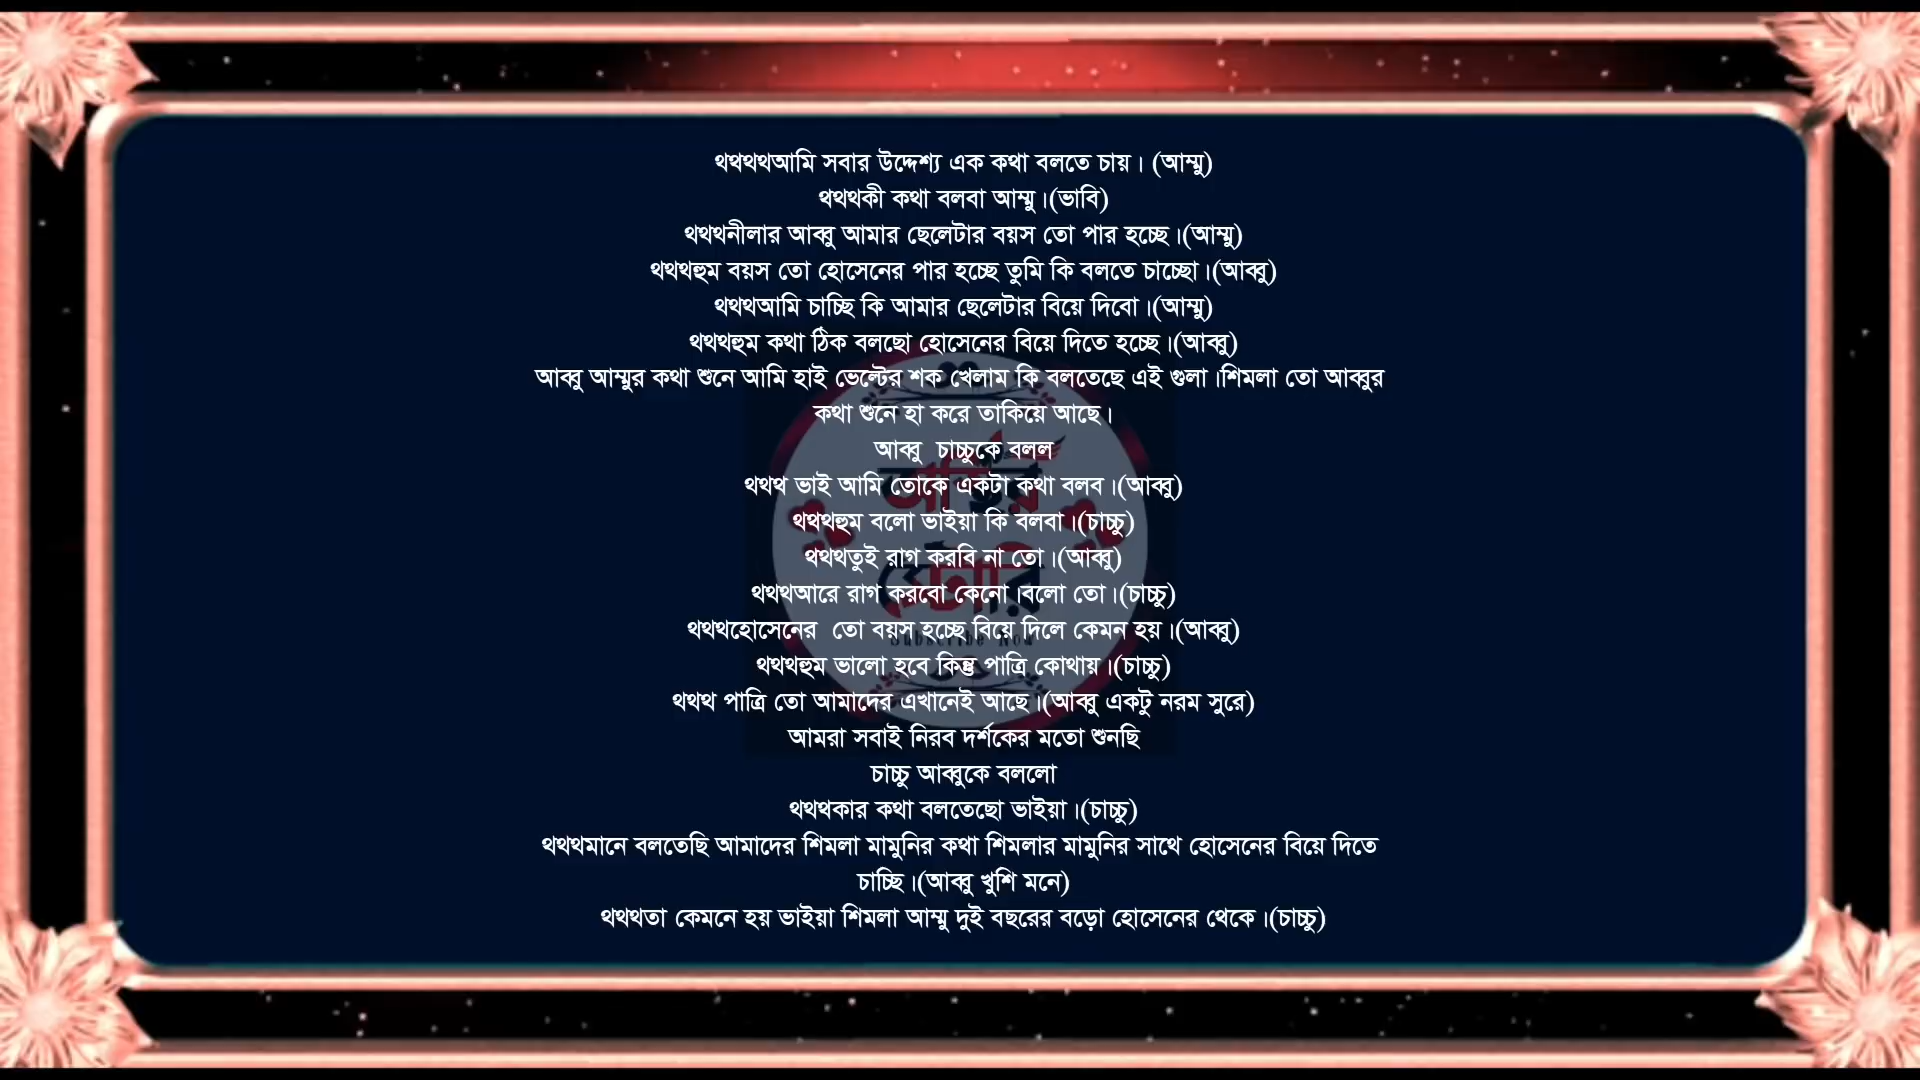 থথথথআমি সবার উদ্দেশ্য এক কথা বলতে চায়। (আম্মু)
থথথকী কথা বলবা আম্মু।(ভাবি)
থথথনীলার আব্বু আমার ছেলেটার বয়স তো পার হচ্ছে।(আম্মু)
থথথহুম বয়স তো হোসেনের পার হচ্ছে তুমি কি বলতে চাচ্ছো।(আব্বু)
থথথআমি চাচ্ছি কি আমার ছেলেটার বিয়ে দিবো।(আম্মু)
থথথহুম কথা ঠিক বলছো হোসেনের বিয়ে দিতে হচ্ছে।(আব্বু)
আব্বু আম্মুর কথা শুনে আমি হাই ভেল্টের শক খেলাম কি বলতেছে এই গুলা।শিমলা তো আব্বুর
কথা শুনে হা করে তাকিয়ে আছে।
আব্বু  চাচ্চুকে বলল
থথথ ভাই আমি তোকে একটা কথা বলব।(আব্বু)
থথথহুম বলো ভাইয়া কি বলবা।(চাচ্চু)
থথথতুই রাগ করবি না তো।(আব্বু)
থথথআরে রাগ করবো কেনো।বলো তো।(চাচ্চু)
থথথহোসেনের  তো বয়স হচ্ছে বিয়ে দিলে কেমন হয়।(আব্বু)
Subscribe Now
থথথহুম ভালো হবে কিন্তু পাত্রি কোথায়।(চাচ্চু)
থথথ পাত্রি তো আমাদের এখানেই আছে।(আব্বু একটু নরম সুরে)
আমরা সবাই নিরব দর্শকের মতো শুনছি
চাচ্চু আব্বুকে বললো
থথথকার কথা বলতেছো ভাইয়া।(চাচ্চু)
থথথমানে বলতেছি আমাদের শিমলা মামুনির কথা শিমলার মামুনির সাথে হোসেনের বিয়ে দিতে
চাচ্ছি।(আব্বু খুশি মনে)
থথথতা কেমনে হয় ভাইয়া শিমলা আম্মু দুই বছরের বড়ো হোসেনের থেকে।(চাচ্চু)